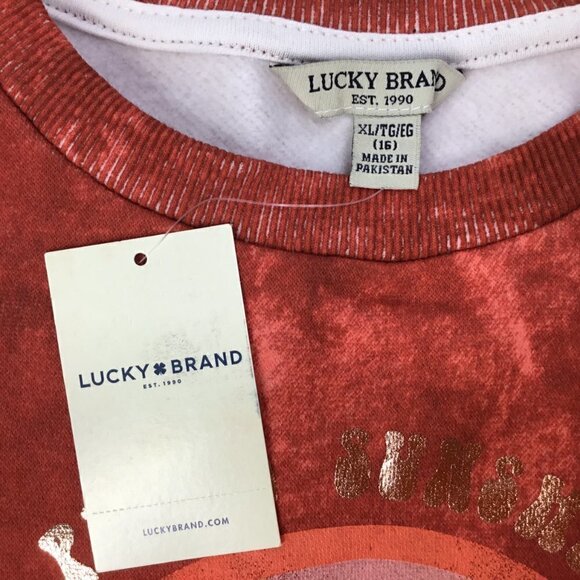 LUCKY BRAND
EST. 1990
XL/TG/EG
(16)
MADE IN
PAKISTAN
LUCKY BRAND
EST. 1990
LUCKYBRAND.COM